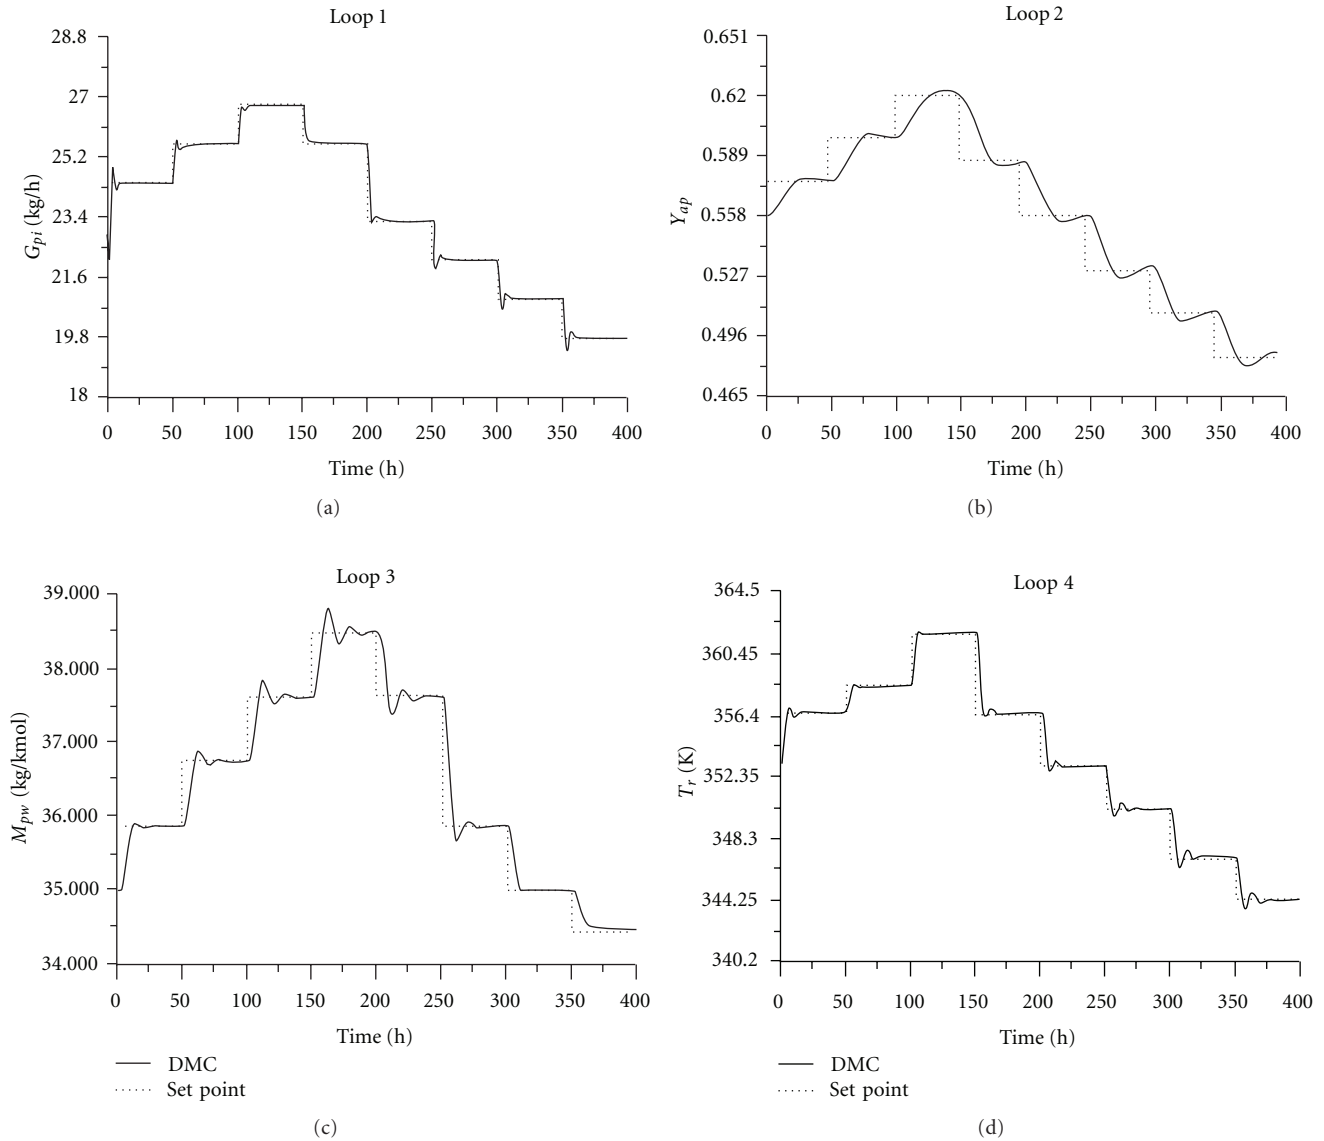 Loop 1
28.8
27
25.2
23.4
21.6
19.8
18
G_pi (kg/h)
0 50 100 150 200 250 300 350 400
Time (h)
(a)
Loop 2
0.651
0.62
0.589
0.558
0.527
0.496
0.465
Y_ap
0 50 100 150 200 250 300 350 400
Time (h)
(b)
Loop 3
39.000
38.000
37.000
36.000
35.000
34.000
M_pw (kg/kmol)
0 50 100 150 200 250 300 350 400
Time (h)
DMC
Set point
(c)
Loop 4
364.5
360.45
356.4
352.35
348.3
344.25
340.2
T_r (K)
0 50 100 150 200 250 300 350 400
Time (h)
DMC
Set point
(d)